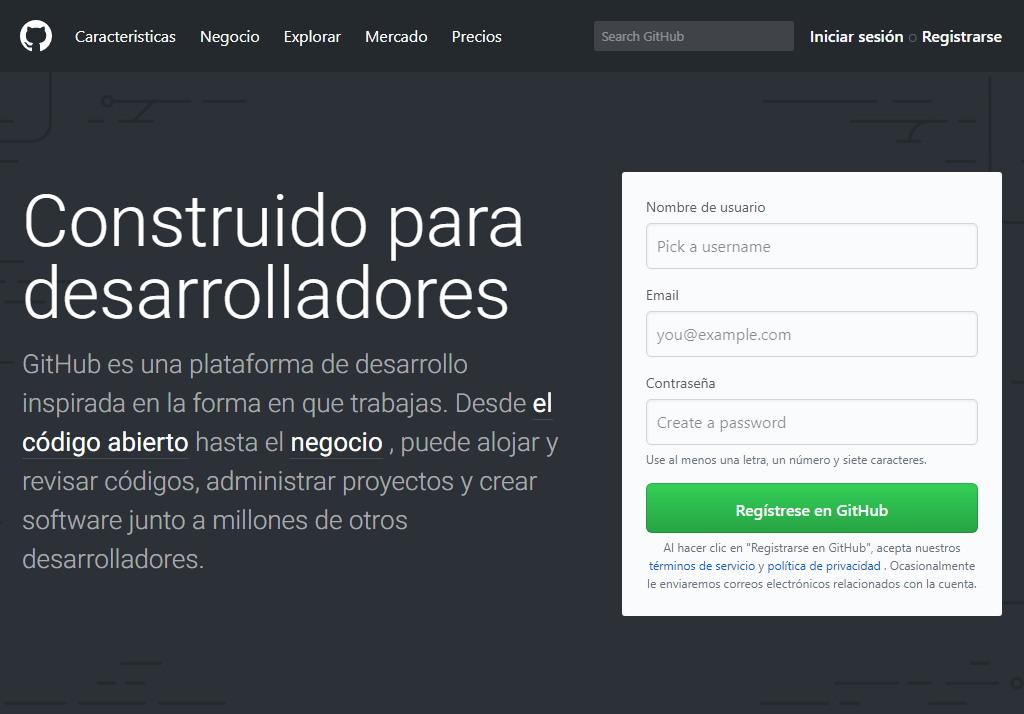 Caracteristicas Negocio Explorar Mercado Precios Search GitHub Iniciar sesión o Registrarse
Construido para
desarrolladores
GitHub es una plataforma de desarrollo
inspirada en la forma en que trabajas. Desde el
código abierto hasta el negocio , puede alojar y
revisar códigos, administrar proyectos y crear
software junto a millones de otros
desarrolladores.
Nombre de usuario
Pick a username
Email
you@example.com
Contraseña
Create a password
Use al menos una letra, un número y siete caracteres.
Regístrese en GitHub
Al hacer clic en "Registrarse en GitHub", acepta nuestros
términos de servicio y política de privacidad . Ocasionalmente
le enviaremos correos electrónicos relacionados con la cuenta.